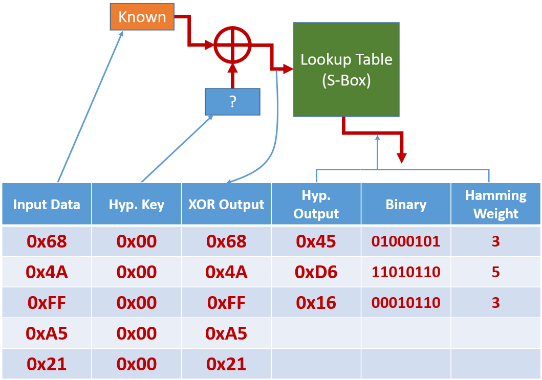 Known
?
Lookup Table
(S-Box)
Input Data Hyp. Key XOR Output Hyp. Output Binary Hamming Weight
0x68 0x00 0x68 0x45 01000101 3
0x4A 0x00 0x4A 0xD6 11010110 5
0xFF 0x00 0xFF 0x16 00010110 3
0xA5 0x00 0xA5
0x21 0x00 0x21